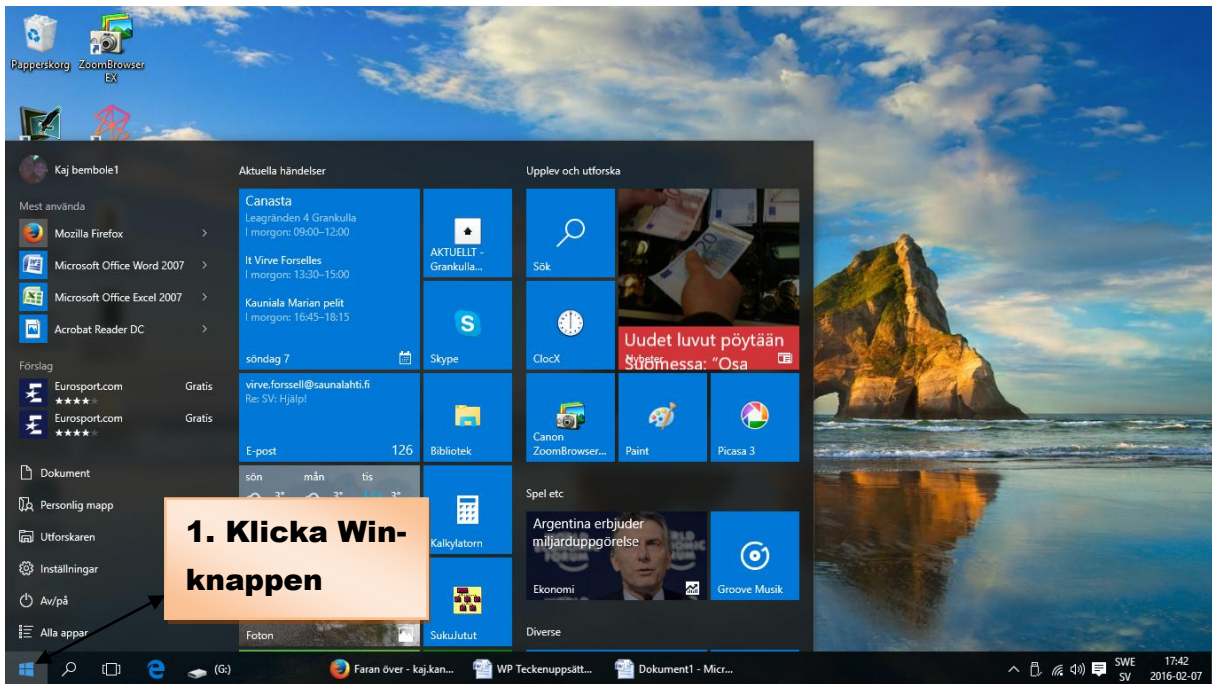 Papperskorg
ZoomBrowser
EX
Kaj bembole1
Mest använda
Mozilla Firefox
Microsoft Office Word 2007
Microsoft Office Excel 2007
Acrobat Reader DC
Förslag
Eurosport.com Gratis
Eurosport.com Gratis
Dokument
Personlig mapp
Utforskaren
Inställningar
Av/på
Alla appar
Aktuella händelser
Canasta
Leagränden 4 Grankulla
I morgon: 09:00–12:00
It Virve Forselles
I morgon: 13:30–15:00
Kauniala Marian pelit
I morgon: 16:45–18:15
söndag 7
AKTUELLT -
Grankulla...
Skype
virve.forssell@saunalahti.fi
Re: SV: Hjälp!
E-post 126
Bibliotek
sön mån tis
3° 3° 3°
Kalkylatorn
Foton
SukuJutut
Upplev och utforska
Sök
ClocX
Uudet luvut pöytään
Suomessa: "Osa
Nyheter
Canon
ZoomBrowser...
Paint
Picasa 3
Spel etc
Argentina erbjuder
miljarduppgörelse
Ekonomi
Groove Musik
Diverse
1. Klicka Win-
knappen
(G:)
Faran över - kaj.kan...
WP Teckenuppsätt...
Dokument1 - Micr...
SWE
SV
17:42
2016-02-07